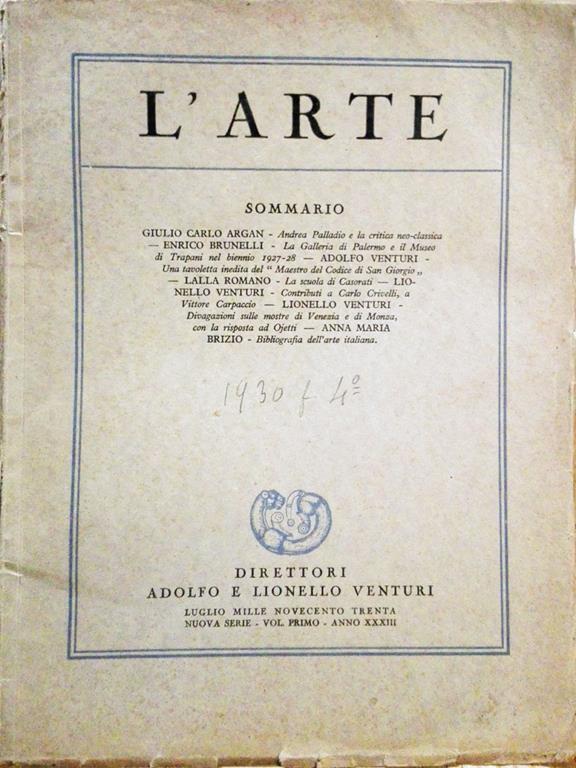 L'ARTE
SOMMARIO
GIULIO CARLO ARGAN - Andrea Palladio e la critica neo-classica
— ENRICO BRUNELLI - La Galleria di Palermo e il Museo
di Trapani nel biennio 1927-28 — ADOLFO VENTURI -
Una tavoletta inedita del " Maestro del Codice di San Giorgio „
— LALLA ROMANO - La scuola di Casorati — LIO-
NELLO VENTURI - Contributi a Carlo Crivelli, a
Vittore Carpaccio — LIONELLO VENTURI -
Divagazioni sulle mostre di Venezia e di Monza,
con la risposta ad Ojetti — ANNA MARIA
BRIZIO - Bibliografia dell'arte italiana.
1930 f 4º
DIRETTORI
ADOLFO E LIONELLO VENTURI
LUGLIO MILLE NOVECENTO TRENTA
NUOVA SERIE - VOL. PRIMO - ANNO XXXIII